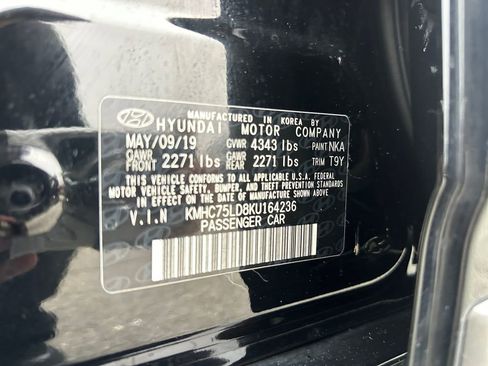 MANUFACTURED IN KOREA BY
HYUNDAI MOTOR COMPANY
MAY/09/19 GVWR 4343 lbs PAINT NKA
GAWR FRONT 2271 lbs GAWR REAR 2271 lbs TRIM T9Y
THIS VEHICLE CONFORMS TO ALL APPLICABLE U.S.A. FEDERAL
MOTOR VEHICLE SAFETY, BUMPER, AND THEFT PREVENTION
STANDARDS IN EFFECT ON THE DATE OF MANUFACTURE SHOWN ABOVE.
V.I.N KMHC75LD8KU164236
PASSENGER CAR